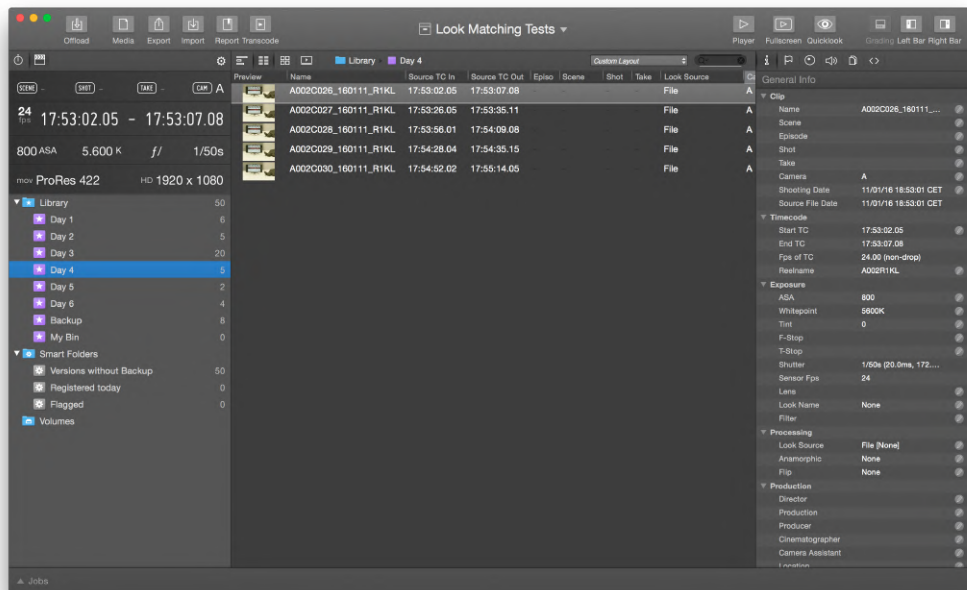 Look Matching Tests
Offload Media Export Import Report Transcode
Player Fullscreen Quicklook Grading Left Bar Right Bar
Library Day 4 Custom Layout
SCENE - SHOT - TAKE - CAM A
24 fps 17:53:02.05 - 17:53:07.08
800 ASA 5.600 K f/ 1/50s
mov ProRes 422 HD 1920 x 1080
Library 50
Day 1 6
Day 2 5
Day 3 20
Day 4 5
Day 5 2
Day 6 4
Backup 8
My Bin 0
Smart Folders
Versions without Backup 50
Registered today 0
Flagged 0
Volumes
Preview Name Source TC In Source TC Out Episo Scene Shot Take Look Source Ca
A002C026_160111_R1KL 17:53:02.05 17:53:07.08 - - - - File A
A002C027_160111_R1KL 17:53:26.05 17:53:35.11 - - - - File A
A002C028_160111_R1KL 17:53:56.01 17:54:09.08 - - - - File A
A002C029_160111_R1KL 17:54:28.04 17:54:35.15 - - - - File A
A002C030_160111_R1KL 17:54:52.02 17:55:14.05 - - - - File A
General Info
Clip
Name A002C026_160111_...
Scene
Episode
Shot
Take
Camera A
Shooting Date 11/01/16 18:53:01 CET
Source File Date 11/01/16 18:53:01 CET
Timecode
Start TC 17:53:02.05
End TC 17:53:07.08
Fps of TC 24.00 (non-drop)
Reelname A002R1KL
Exposure
ASA 800
Whitepoint 5600K
Tint 0
F-Stop
T-Stop
Shutter 1/50s (20.0ms, 172....
Sensor Fps 24
Lens
Look Name None
Filter
Processing
Look Source File [None]
Anamorphic None
Flip None
Production
Director
Production
Producer
Cinematographer
Camera Assistant
Location
Jobs